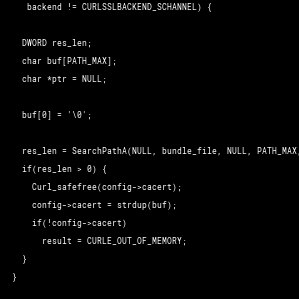 backend != CURLSSLBACKEND_SCHANNEL) {
DWORD res_len;
char buf[PATH_MAX];
char *ptr = NULL;
buf[0] = '\0';
res_len = SearchPathA(NULL, bundle_file, NULL, PATH_MAX,
if(res_len > 0) {
Curl_safefree(config->cacert);
config->cacert = strdup(buf);
if(!config->cacert)
result = CURLE_OUT_OF_MEMORY;
}
}